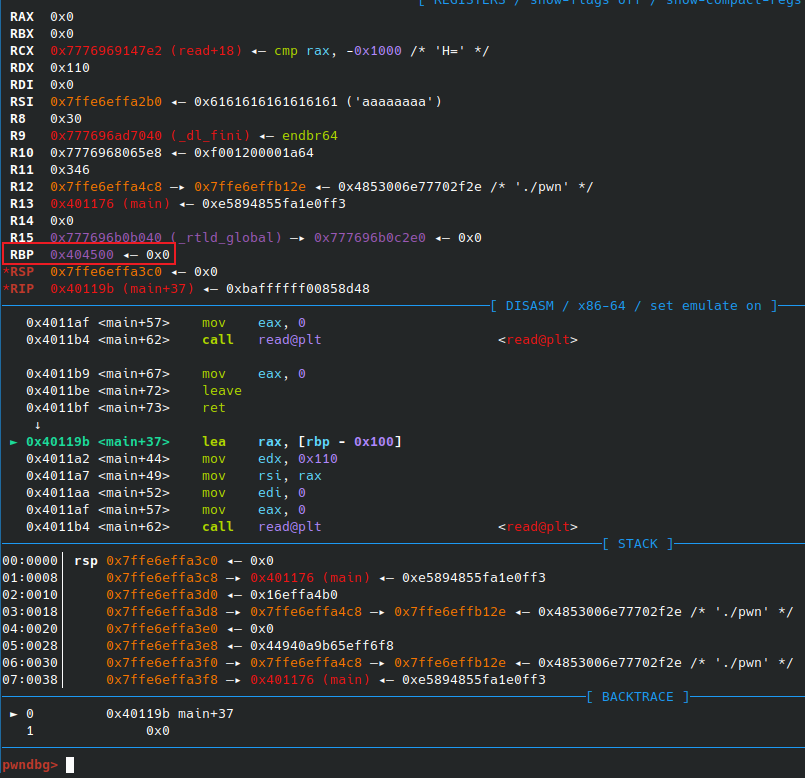 [ REGISTERS / show-flags off / show-compact-regs
RAX 0x0
RBX 0x0
RCX 0x7776969147e2 (read+18) ◂— cmp rax, -0x1000 /* 'H=' */
RDX 0x110
RDI 0x0
RSI 0x7ffe6effa2b0 ◂— 0x6161616161616161 ('aaaaaaaa')
R8 0x30
R9 0x777696ad7040 (_dl_fini) ◂— endbr64
R10 0x7776968065e8 ◂— 0xf001200001a64
R11 0x346
R12 0x7ffe6effa4c8 —▸ 0x7ffe6effb12e ◂— 0x4853006e77702f2e /* './pwn' */
R13 0x401176 (main) ◂— 0xe5894855fa1e0ff3
R14 0x0
R15 0x777696b0b040 (_rtld_global) —▸ 0x777696b0c2e0 ◂— 0x0
RBP 0x404500 ◂— 0x0
*RSP 0x7ffe6effa3c0 ◂— 0x0
*RIP 0x40119b (main+37) ◂— 0xbaffffff00858d48
[ DISASM / x86-64 / set emulate on ]
0x4011af <main+57> mov eax, 0
0x4011b4 <main+62> call read@plt <read@plt>
0x4011b9 <main+67> mov eax, 0
0x4011be <main+72> leave
0x4011bf <main+73> ret
↓
► 0x40119b <main+37> lea rax, [rbp - 0x100]
0x4011a2 <main+44> mov edx, 0x110
0x4011a7 <main+49> mov rsi, rax
0x4011aa <main+52> mov edi, 0
0x4011af <main+57> mov eax, 0
0x4011b4 <main+62> call read@plt <read@plt>
[ STACK ]
00:0000│ rsp 0x7ffe6effa3c0 ◂— 0x0
01:0008│ 0x7ffe6effa3c8 —▸ 0x401176 (main) ◂— 0xe5894855fa1e0ff3
02:0010│ 0x7ffe6effa3d0 ◂— 0x16effa4b0
03:0018│ 0x7ffe6effa3d8 —▸ 0x7ffe6effa4c8 —▸ 0x7ffe6effb12e ◂— 0x4853006e77702f2e /* './pwn' */
04:0020│ 0x7ffe6effa3e0 ◂— 0x0
05:0028│ 0x7ffe6effa3e8 ◂— 0x44940a9b65eff6f8
06:0030│ 0x7ffe6effa3f0 —▸ 0x7ffe6effa4c8 —▸ 0x7ffe6effb12e ◂— 0x4853006e77702f2e /* './pwn' */
07:0038│ 0x7ffe6effa3f8 —▸ 0x401176 (main) ◂— 0xe5894855fa1e0ff3
[ BACKTRACE ]
► 0 0x40119b main+37
1 0x0
pwndbg>